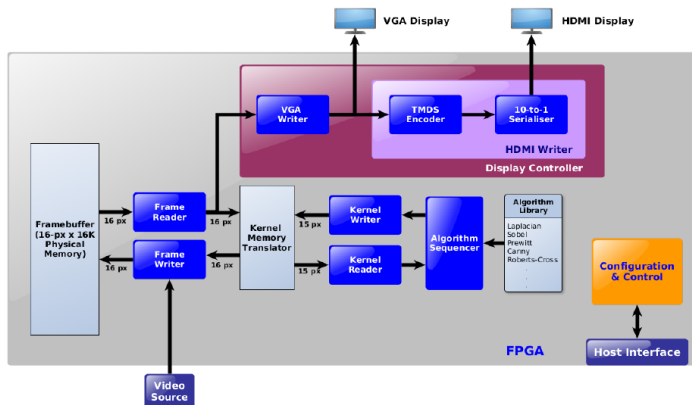 VGA Display
HDMI Display
VGA
Writer
TMDS
Encoder
10-to-1
Serialiser
HDMI Writer
Display Controller
Framebuffer
(16-px x 16K
Physical
Memory)
16 px
Frame
Reader
16 px
Kernel
Memory
Translator
15 px
Kernel
Writer
Algorithm
Sequencer
Algorithm
Library
Laplacian
Sobel
Prewitt
Canny
Roberts-Cross
.
.
.
16 px
Frame
Writer
16 px
15 px
Kernel
Reader
Configuration
& Control
FPGA
Host Interface
Video
Source